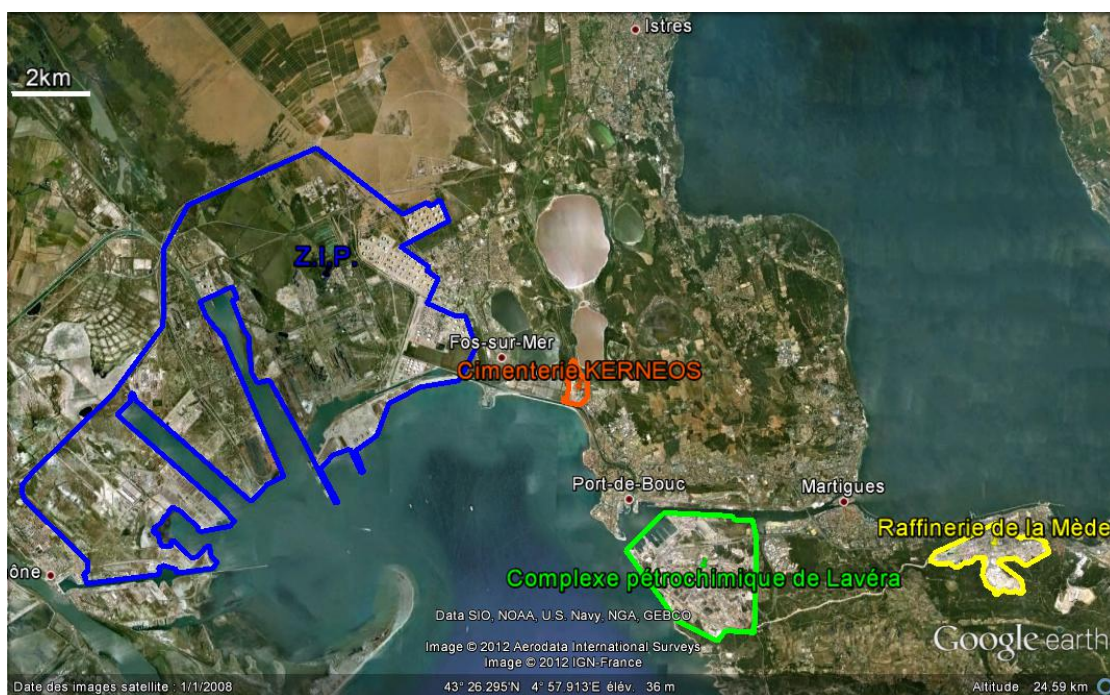 Istres
2km
Z.I.P.
Fos-sur-Mer
Cimenterie KERNEOS
Port-de-Bouc
Martigues
Raffinerie de la Mède
ône
Complexe pétrochimique de Lavéra
Data SIO, NOAA, U.S. Navy, NGA, GEBCO
Image © 2012 Aerodata International Surveys
Image © 2012 IGN-France
Google earth
Date des images satellite : 1/1/2008 43° 26.295'N 4° 57.913'E élév. 36 m Altitude 24,59 km